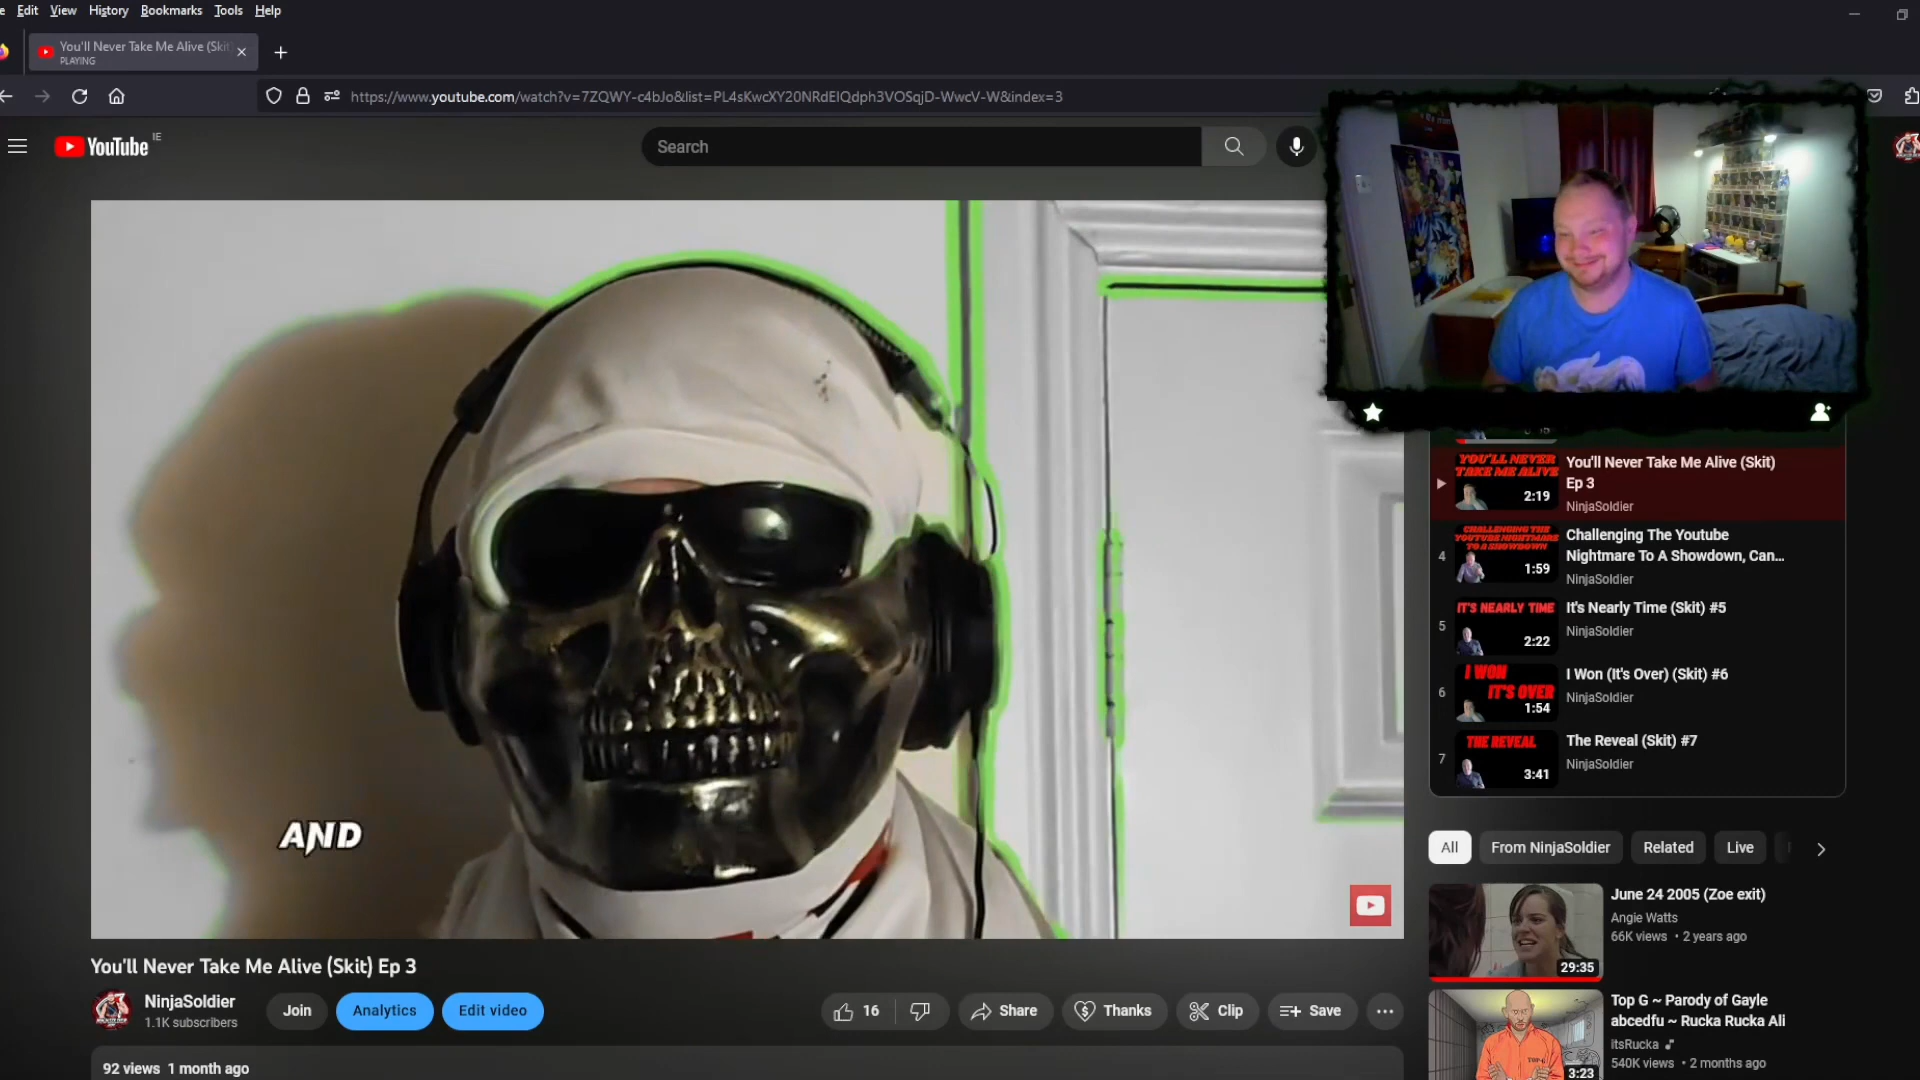 Edit View History Bookmarks Tools Help
You'll Never Take Me Alive (Skit
PLAYING
https://www.youtube.com/watch?v=7ZQWY-c4bJo&list=PL4sKwcXY20NRdEIQdph3VOSqjD-WwcV-W&index=3
YouTube IE
Search
AND
You'll Never Take Me Alive (Skit) Ep 3
NinjaSoldier
1.1K subscribers
Join
Analytics
Edit video
16
Share
Thanks
Clip
Save
92 views 1 month ago
YOU'LL NEVER
TAKE ME ALIVE
2:19
You'll Never Take Me Alive (Skit)
Ep 3
NinjaSoldier
4
CHALLENGING THE
YOUTUBE NIGHTMARE
TO A SHOWDOWN
1:59
Challenging The Youtube
Nightmare To A Showdown, Can...
NinjaSoldier
5
IT'S NEARLY TIME
2:22
It's Nearly Time (Skit) #5
NinjaSoldier
6
I WON
IT'S OVER
1:54
I Won (It's Over) (Skit) #6
NinjaSoldier
7
THE REVEAL
3:41
The Reveal (Skit) #7
NinjaSoldier
All
From NinjaSoldier
Related
Live
29:35
June 24 2005 (Zoe exit)
Angie Watts
66K views • 2 years ago
TOP G
3:23
Top G ~ Parody of Gayle
abcedfu ~ Rucka Rucka Ali
itsRucka
540K views • 2 months ago